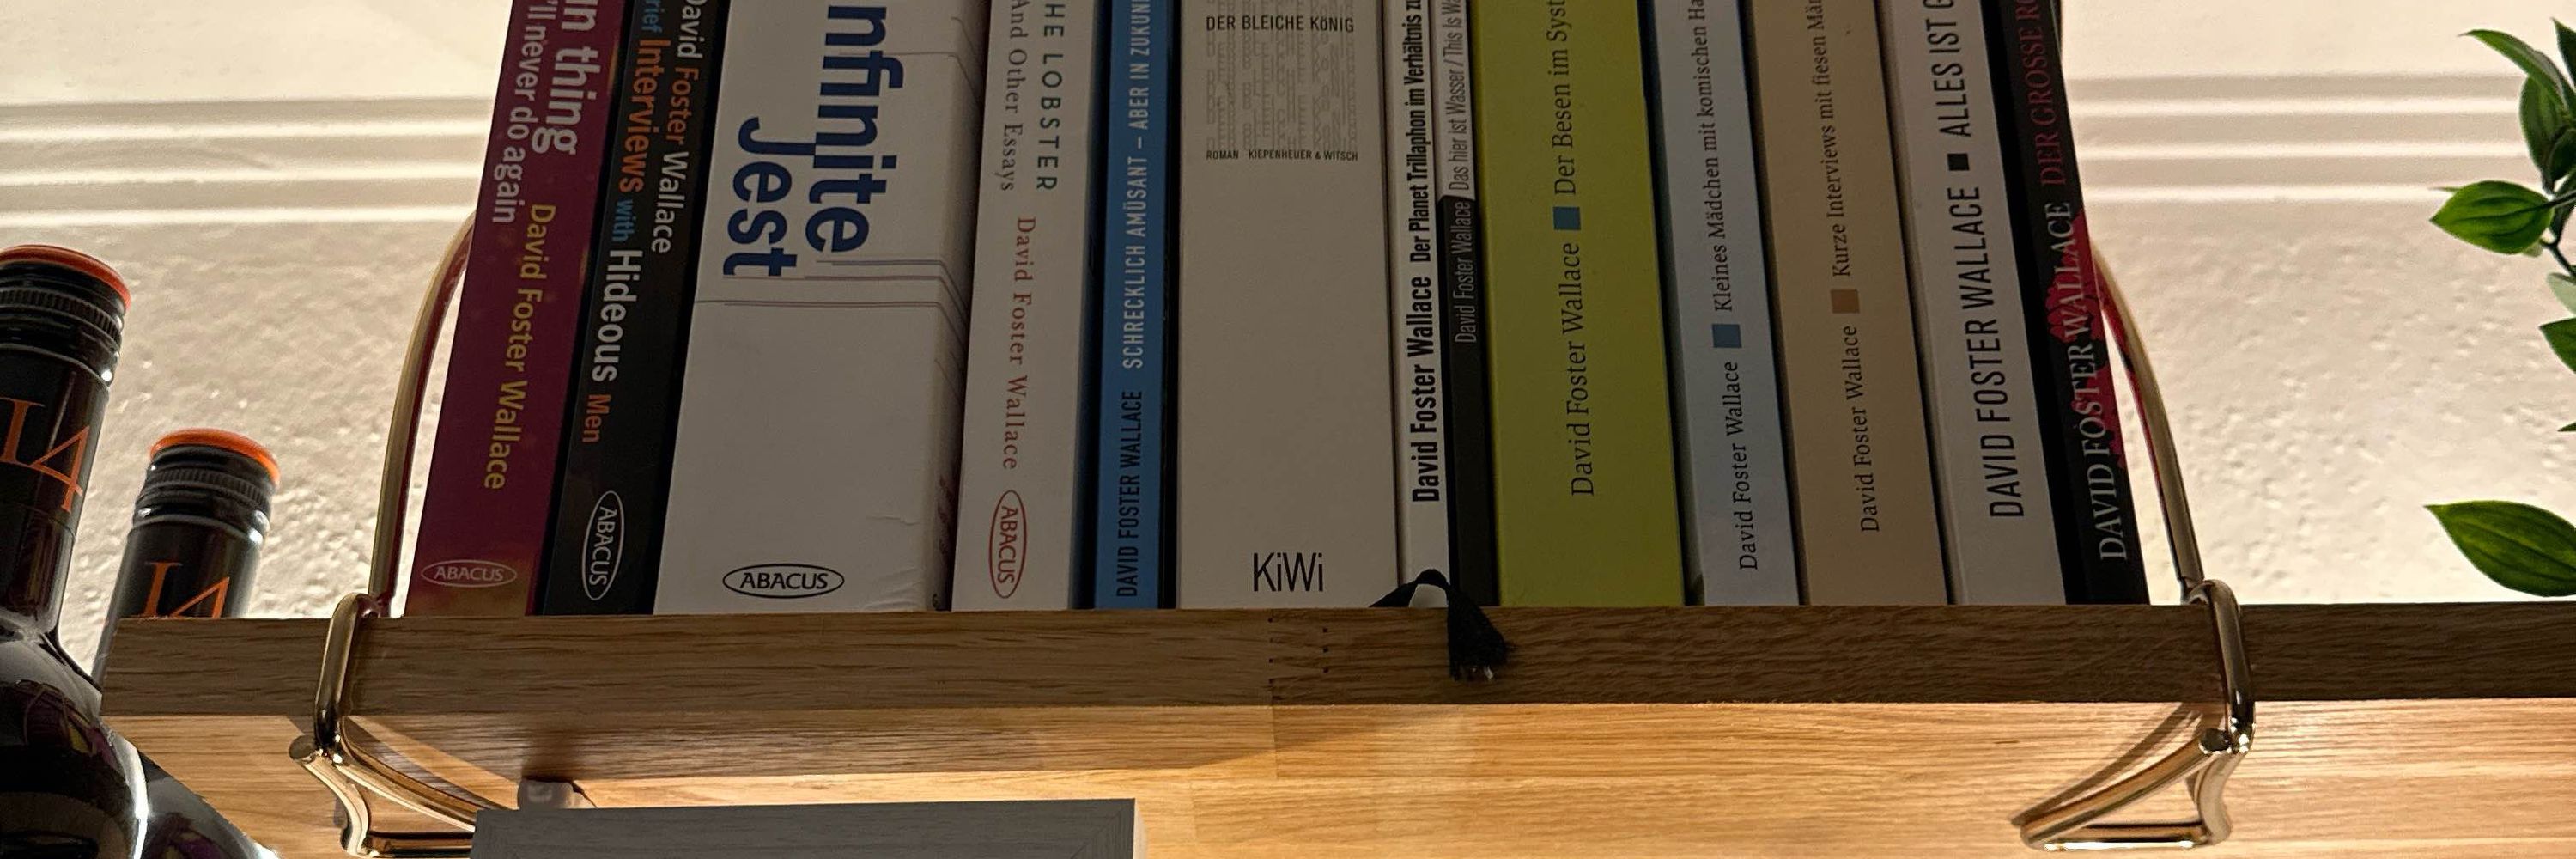 14
14
un thing
'll never do again
David Foster Wallace
ABACUS
David Foster Wallace
rief Interviews with Hideous Men
ABACUS
nfinite
Jest
ABACUS
HE LOBSTER
And Other Essays
David Foster Wallace
ABACUS
DAVID FOSTER WALLACE SCHRECKLICH AMÜSANT – ABER IN ZUKUN
DER BLEICHE KÖNIG
ROMAN KIEPENHEUER & WITSCH
KiWi
David Foster Wallace Der Planet Trillaphon im Verhältnis zu
David Foster Wallace Das hier ist Wasser / This Is Wa
David Foster Wallace ■ Der Besen im Syst
David Foster Wallace ■ Kleines Mädchen mit komischen Ha
David Foster Wallace ■ Kurze Interviews mit fiesen Män
DAVID FOSTER WALLACE ■ ALLES IST G
DAVID FOSTER WALLACE DER GROSSE RO